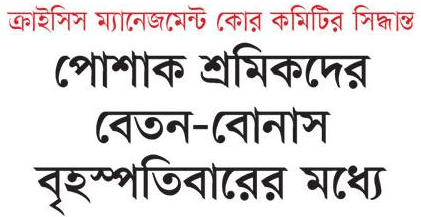 ক্রাইসিস ম্যানেজমেন্ট কোর কমিটির সিদ্ধান্ত
পোশাক শ্রমিকদের
বেতন-বোনাস
বৃহস্পতিবারের মধ্যে